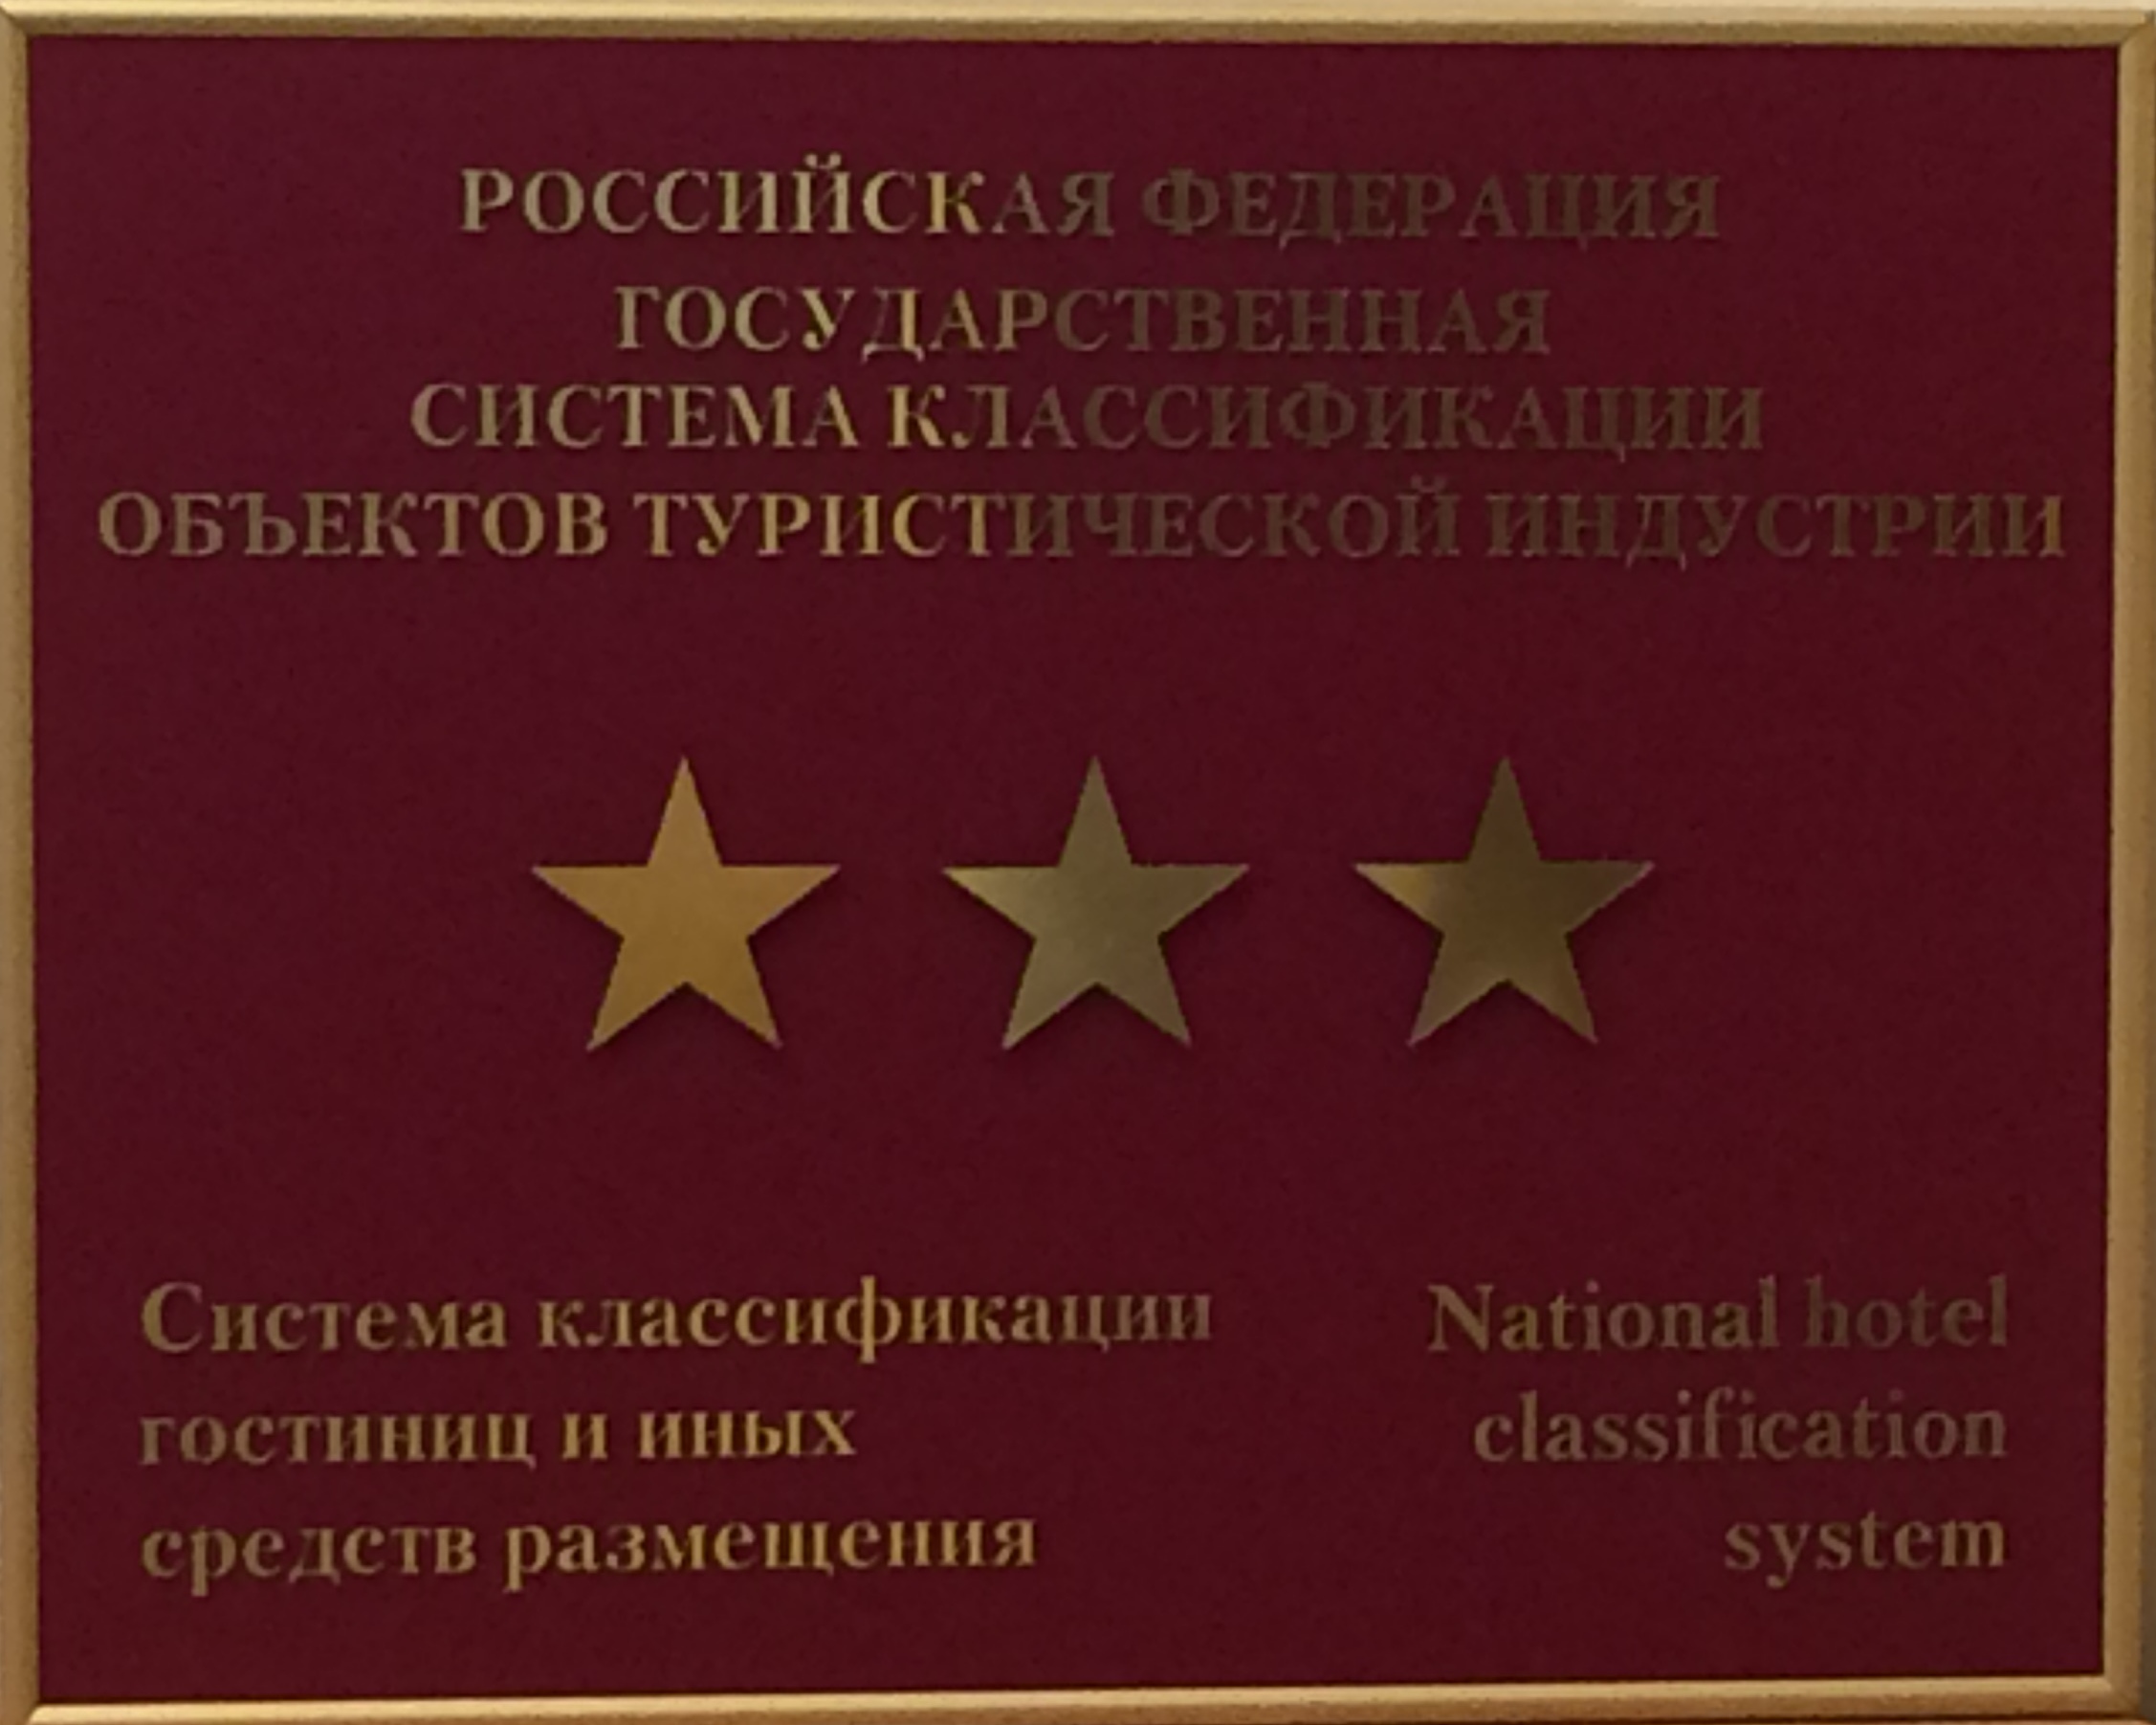 РОССИЙСКАЯ ФЕДЕРАЦИЯ
ГОСУДАРСТВЕННАЯ
СИСТЕМА КЛАССИФИКАЦИИ
ОБЪЕКТОВ ТУРИСТИЧЕСКОЙ ИНДУСТРИИ
Система классификации
гостиниц и иных
средств размещения
National hotel
classification
system